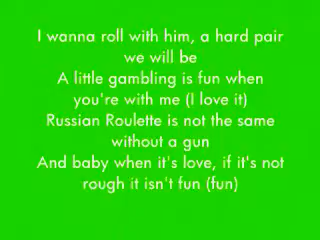 I wanna roll with him, a hard pair
we will be
A little gambling is fun when
you're with me (I love it)
Russian Roulette is not the same
without a gun
And baby when it's love, if it's not
rough it isn't fun (fun)